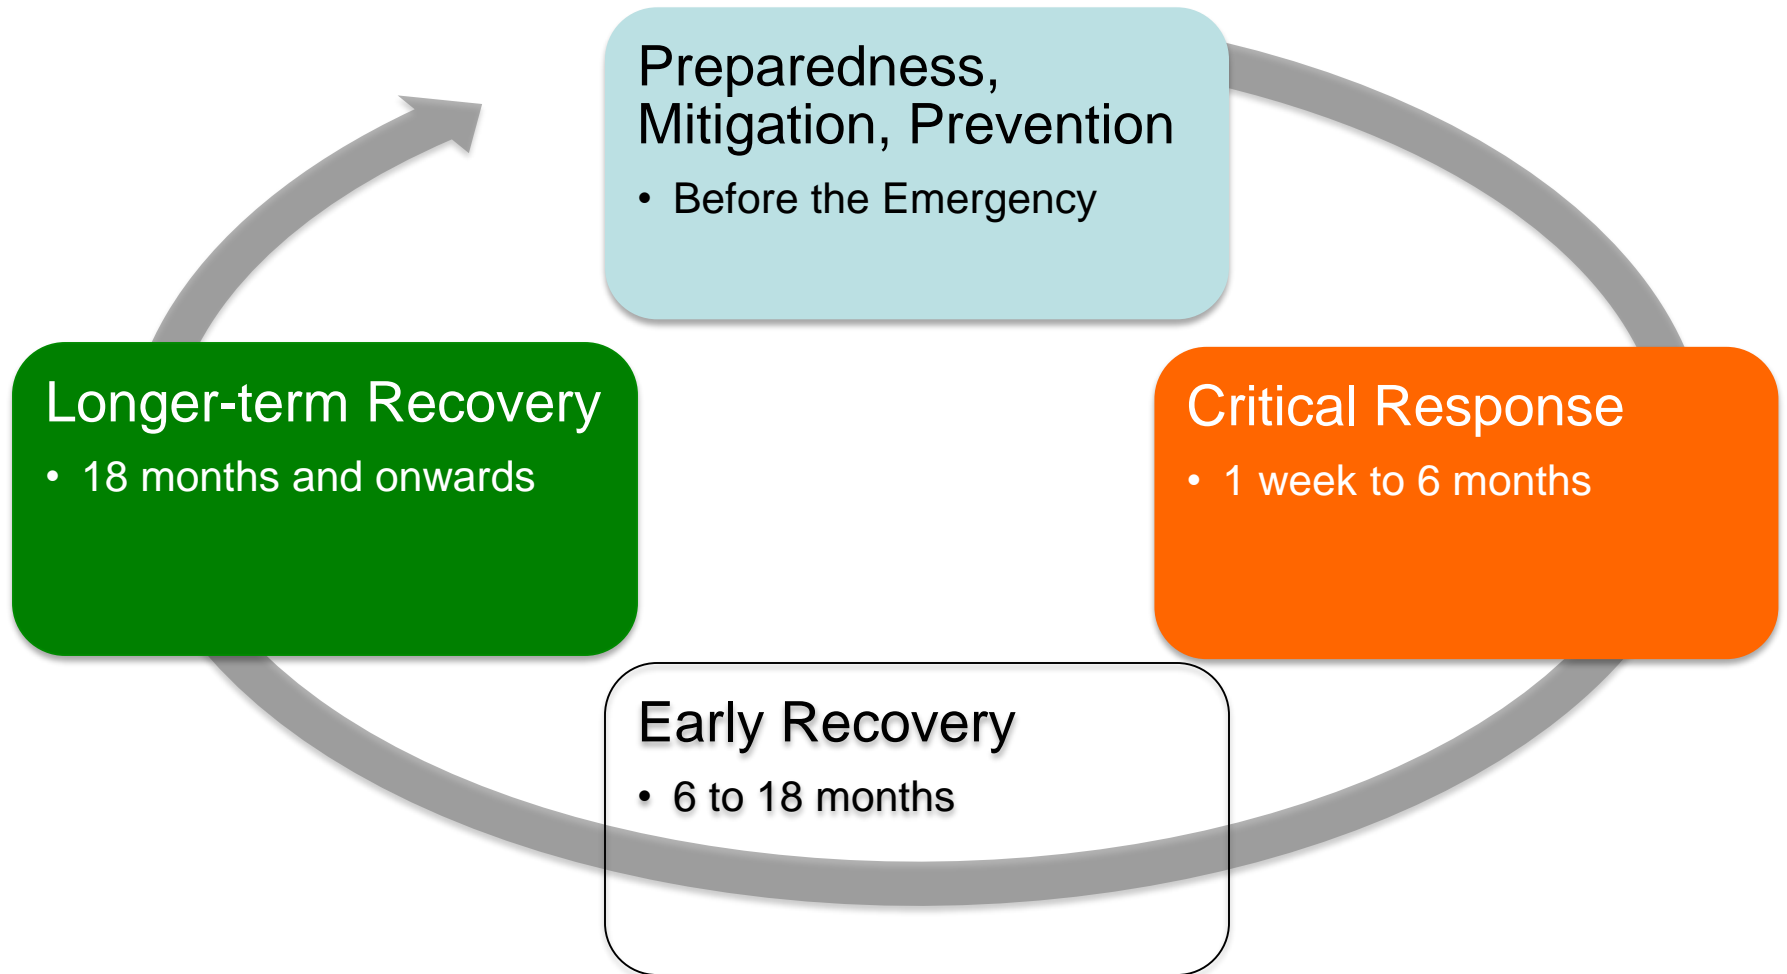 Preparedness,
Mitigation, Prevention
• Before the Emergency
Longer-term Recovery
• 18 months and onwards
Critical Response
• 1 week to 6 months
Early Recovery
• 6 to 18 months